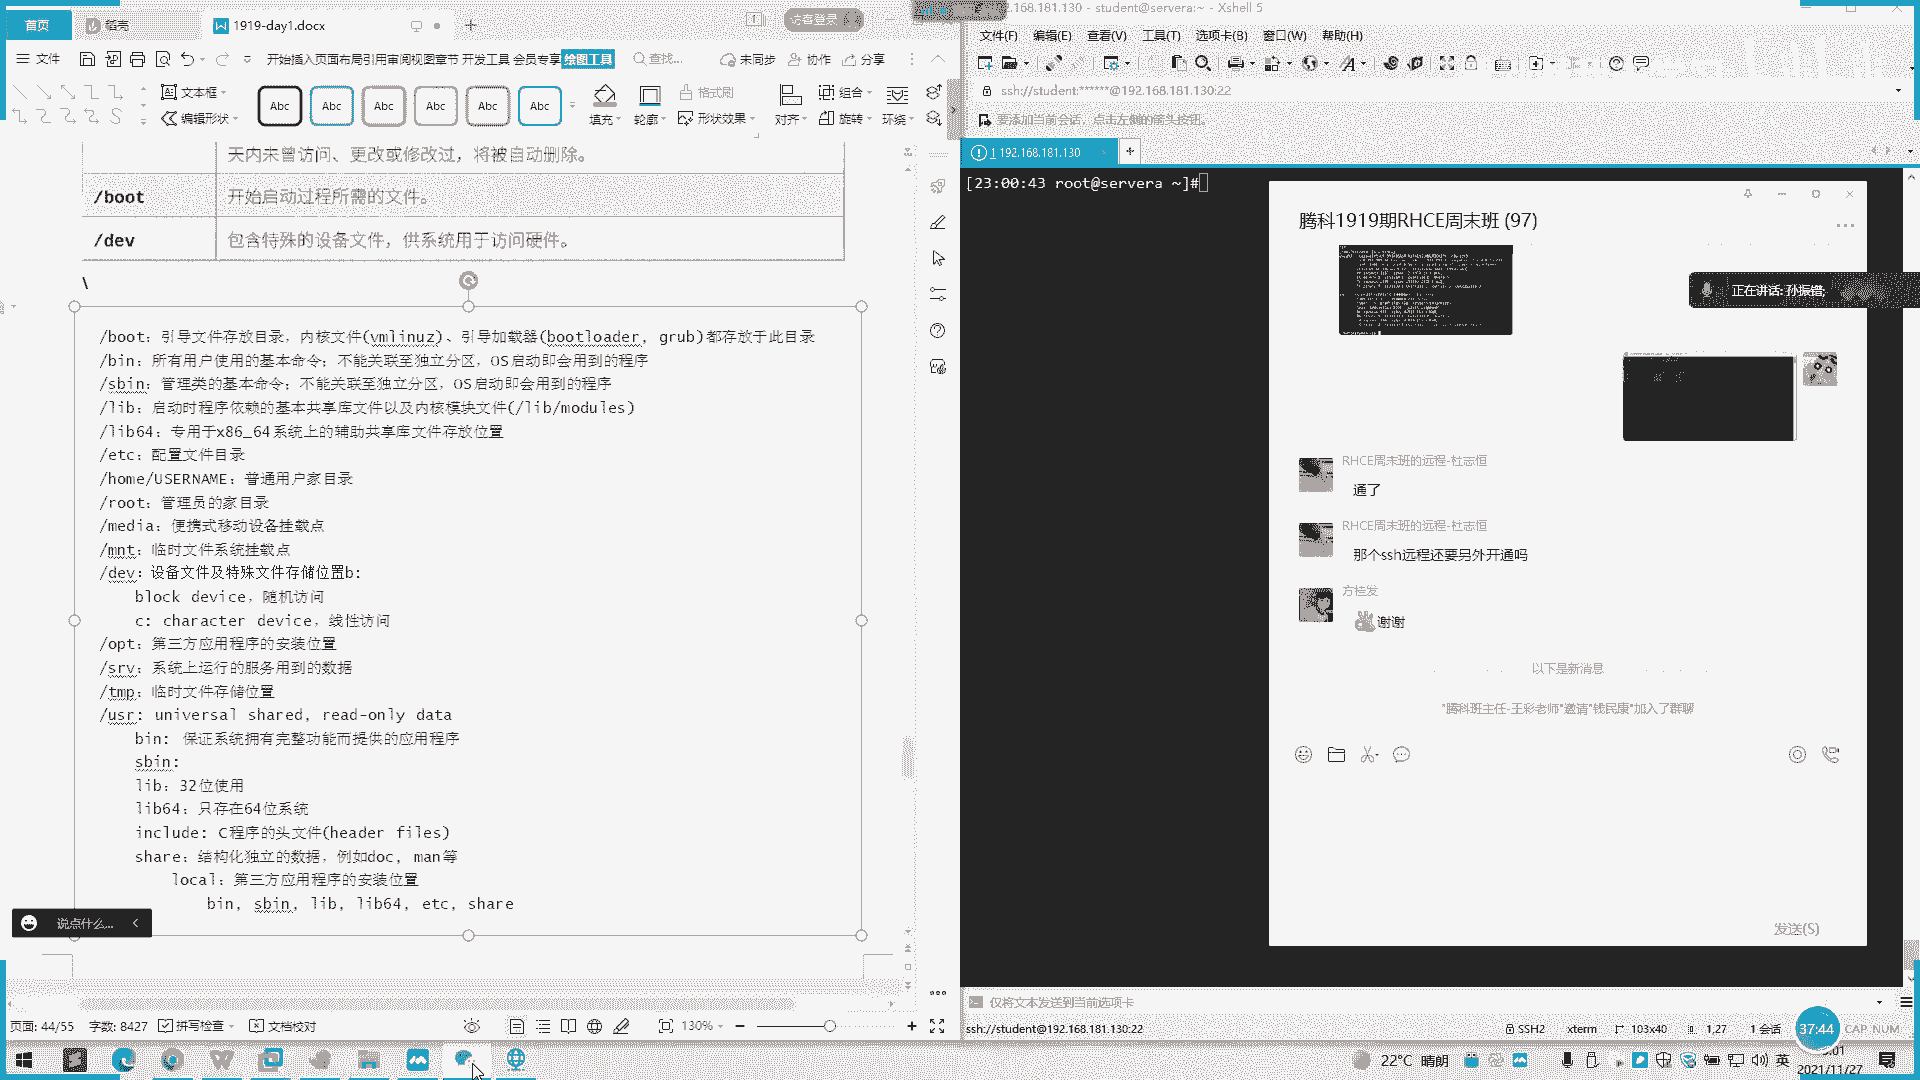 首页
稻壳
1919-day1.docx
访客登录
文件
开始插入页面布局引用审阅视图章节 开发工具 会员专享绘图工具
查找...
未同步
协作
分享
文本框
编辑形状
Abc
Abc
Abc
Abc
Abc
Abc
填充
轮廓
格式刷
形状效果
对齐
组合
旋转
环绕
天内未曾访问、更改或修改过，将被自动删除。
/boot
开始启动过程所需的文件。
/dev
包含特殊的设备文件，供系统用于访问硬件。
\
/boot：引导文件存放目录，内核文件(vmlinuz)、引导加载器(bootloader, grub)都存放于此目录
/bin：所有用户使用的基本命令；不能关联至独立分区，OS启动即会用到的程序
/sbin：管理类的基本命令；不能关联至独立分区，OS启动即会用到的程序
/lib：启动时程序依赖的基本共享库文件以及内核模块文件(/lib/modules)
/lib64：专用于x86_64系统上的辅助共享库文件存放位置
/etc：配置文件目录
/home/USERNAME：普通用户家目录
/root：管理员的家目录
/media：便携式移动设备挂载点
/mnt：临时文件系统挂载点
/dev：设备文件及特殊文件存储位置b:
block device，随机访问
c: character device，线性访问
/opt：第三方应用程序的安装位置
/srv：系统上运行的服务用到的数据
/tmp：临时文件存储位置
/usr: universal shared, read-only data
bin: 保证系统拥有完整功能而提供的应用程序
sbin:
lib：32位使用
lib64：只存在64位系统
include: C程序的头文件(header files)
share：结构化独立的数据，例如doc, man等
local：第三方应用程序的安装位置
bin, sbin, lib, lib64, etc, share
说点什么...
页面: 44/55
字数: 8427
拼写检查
文档校对
130%
2.168.181.130 - student@servera:~ - Xshell 5
文件(F)
编辑(E)
查看(V)
工具(T)
选项卡(B)
窗口(W)
帮助(H)
ssh://student:******@192.168.181.130:22
要添加当前会话，点击左侧的箭头按钮。
1 192.168.181.130
[23:00:43 root@servera ~]#
腾科1919期RHCE周末班 (97)
正在讲话: 孙振锴;
RHCE周末班的远程-杜志恒
通了
RHCE周末班的远程-杜志恒
那个ssh远程还要另外开通吗
方桂发
谢谢
以下是新消息
"腾科班主任-王彩老师"邀请"钱民康"加入了群聊
发送(S)
仅将文本发送到当前选项卡
ssh://student@192.168.181.130:22
SSH2
xterm
103x40
1,27
1 会话
CAP NUM
37:44
22°C 晴朗
英
2021/11/27